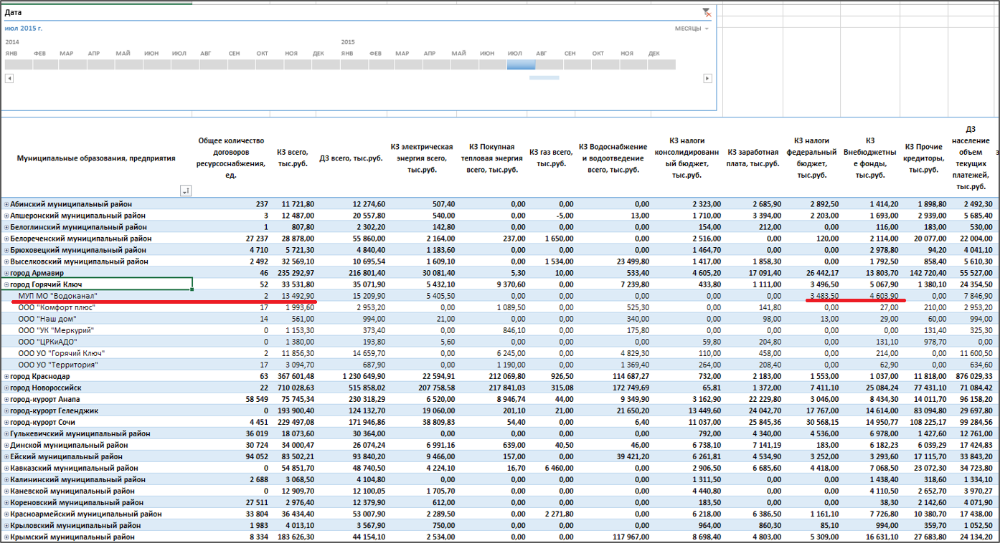 Дата
июл 2015 г.
МЕСЯЦЫ
2014 2015
ЯНВ ФЕВ МАР АПР МАЙ ИЮН ИЮЛ АВГ СЕН ОКТ НОЯ ДЕК ЯНВ ФЕВ МАР АПР МАЙ ИЮН ИЮЛ АВГ СЕН ОКТ НОЯ ДЕК
Муниципальные образования, предприятия
Общее количество
договоров
ресурсоснабжения,
ед.
КЗ всего,
тыс.руб.
ДЗ всего, тыс.руб.
КЗ электрическая
энергия всего,
тыс.руб.
КЗ Покупная
тепловая энергия
всего, тыс.руб.
КЗ газ всего,
тыс.руб.
КЗ Водоснабжение
и водоотведение
всего, тыс.руб.
КЗ налоги
консолидированн
ый бюджет,
тыс.руб.
КЗ заработная
плата, тыс.руб.
КЗ налоги
федеральный
бюджет,
тыс.руб.
КЗ
Внебюджетны
е фонды,
тыс.руб.
КЗ Прочие
кредиторы,
тыс.руб.
ДЗ
население
объем
текущих
платежей,
тыс.руб.
Абинский муниципальный район 237 11 721,80 12 274,60 507,40 0,00 0,00 0,00 2 323,00 2 685,90 2 892,50 1 414,20 1 898,80 2 492,30
Апшеронский муниципальный район 3 12 487,00 20 557,80 540,00 0,00 -5,00 13,00 1 710,00 3 394,00 2 203,00 1 693,00 2 939,00 5 685,40
Белоглинский муниципальный район 1 807,80 2 302,20 142,80 0,00 0,00 0,00 154,00 212,00 0,00 116,00 183,00 530,00
Белореченский муниципальный район 27 237 28 878,00 55 860,00 2 164,00 237,00 1 650,00 0,00 2 516,00 0,00 120,00 2 114,00 20 077,00 22 004,00
Брюховецкий муниципальный район 4 710 5 721,30 4 840,40 1 183,60 0,00 0,00 0,00 1 464,70 0,00 0,00 2 978,80 94,20 4 041,10
Выселковский муниципальный район 2 492 32 569,10 10 695,54 1 609,10 0,00 1 534,00 23 499,80 1 417,00 1 858,30 0,00 1 792,50 858,40 5 610,30
город Армавир 46 235 292,97 216 801,40 30 081,40 5,30 10,00 533,40 4 605,20 17 091,40 26 442,17 13 803,70 142 720,40 55 527,00
город Горячий Ключ 52 33 531,80 35 071,90 5 432,10 9 370,60 0,00 7 239,80 433,80 1 111,00 3 496,50 5 067,90 1 380,10 24 354,50
МУП МО "Водоканал" 2 13 492,90 15 209,90 5 405,50 0,00 0,00 0,00 0,00 0,00 3 483,50 4 603,90 0,00 7 846,90
ООО "Комфорт плюс" 17 1 993,60 2 953,20 0,00 1 089,50 0,00 525,30 0,00 141,80 0,00 27,00 210,00 2 953,20
ООО "Наш дом" 14 561,00 994,00 21,00 0,00 0,00 340,00 0,00 98,00 13,00 29,00 60,00 994,00
ООО "УК "Меркурий" 0 1 153,30 373,40 0,00 846,10 0,00 175,80 0,00 0,00 0,00 0,00 131,40 325,30
ООО "ЦРКиАДО" 0 1 380,00 193,80 5,60 0,00 0,00 0,00 59,80 204,80 0,00 131,10 978,70 0,00
ООО УО "Горячий Ключ" 2 11 856,30 14 659,70 0,00 6 245,00 0,00 4 829,30 110,00 458,00 0,00 214,00 0,00 11 600,50
ООО УО "Территория" 17 3 094,70 687,90 0,00 1 190,00 0,00 1 369,40 264,00 208,40 0,00 62,90 0,00 634,60
город Краснодар 63 367 601,48 1 230 649,90 22 594,91 212 069,80 926,50 114 687,27 732,00 2 183,00 1 553,00 1 037,00 11 818,00 876 029,33
город Новороссийск 22 710 028,63 515 858,02 207 758,58 217 841,03 315,08 172 749,69 65,81 1 372,00 7 411,10 25 084,24 77 431,10 71 084,42
город-курорт Анапа 58 549 75 745,34 230 318,29 6 520,00 8 946,74 44,00 9 349,90 3 162,90 22 229,80 3 046,00 8 434,30 14 011,70 96 158,20
город-курорт Геленджик 0 193 900,40 124 132,70 19 060,00 201,10 21,00 21 650,20 13 449,60 24 042,70 17 767,00 14 614,00 83 094,80 29 697,80
город-курорт Сочи 4 451 229 497,08 171 946,86 38 809,83 54,40 0,00 6,40 11 037,00 25 845,36 30 568,15 14 950,77 108 225,17 99 284,56
Гулькевичский муниципальный район 36 019 18 073,60 30 364,00 0,00 0,00 0,00 0,00 792,00 4 340,00 4 536,00 6 978,00 1 427,60 12 761,00
Динской муниципальный район 30 724 34 000,47 26 074,24 6 991,16 639,00 40,50 46,00 6 738,10 7 141,19 183,00 6 182,23 6 039,29 17 424,83
Ейский муниципальный район 94 052 83 502,21 93 840,20 9 466,00 157,00 0,00 39 421,20 6 261,81 4 534,90 3 252,00 3 293,60 17 115,70 33 843,20
Кавказский муниципальный район 0 54 851,70 48 740,50 4 224,10 16,70 6 460,00 0,00 2 906,50 6 685,60 4 418,00 7 068,50 23 072,30 34 723,80
Калининский муниципальный район 2 688 3 068,50 4 104,80 0,00 0,00 0,00 0,00 1 311,50 0,00 0,00 1 438,40 318,60 1 334,10
Каневской муниципальный район 0 12 909,70 12 100,05 1 705,70 0,00 0,00 0,00 4 440,80 0,00 0,00 4 110,50 2 652,70 3 970,27
Кореновский муниципальный район 27 511 2 976,40 12 379,90 612,00 0,00 0,00 0,00 183,50 0,00 0,00 38,30 2 142,60 4 071,90
Красноармейский муниципальный район 33 804 36 434,40 53 007,90 2 289,50 0,00 2 271,80 0,00 6 218,00 6 386,50 1 161,10 7 726,80 10 380,70 17 438,00
Крыловский муниципальный район 1 983 4 013,10 3 567,90 750,00 0,00 0,00 0,00 964,00 860,30 85,10 994,00 359,70 1 052,50
Крымский муниципальный район 8 334 183 626,30 44 154,10 2 534,00 0,00 0,00 117 967,00 8 698,40 4 803,00 5 309,00 16 631,10 27 683,80 24 134,20